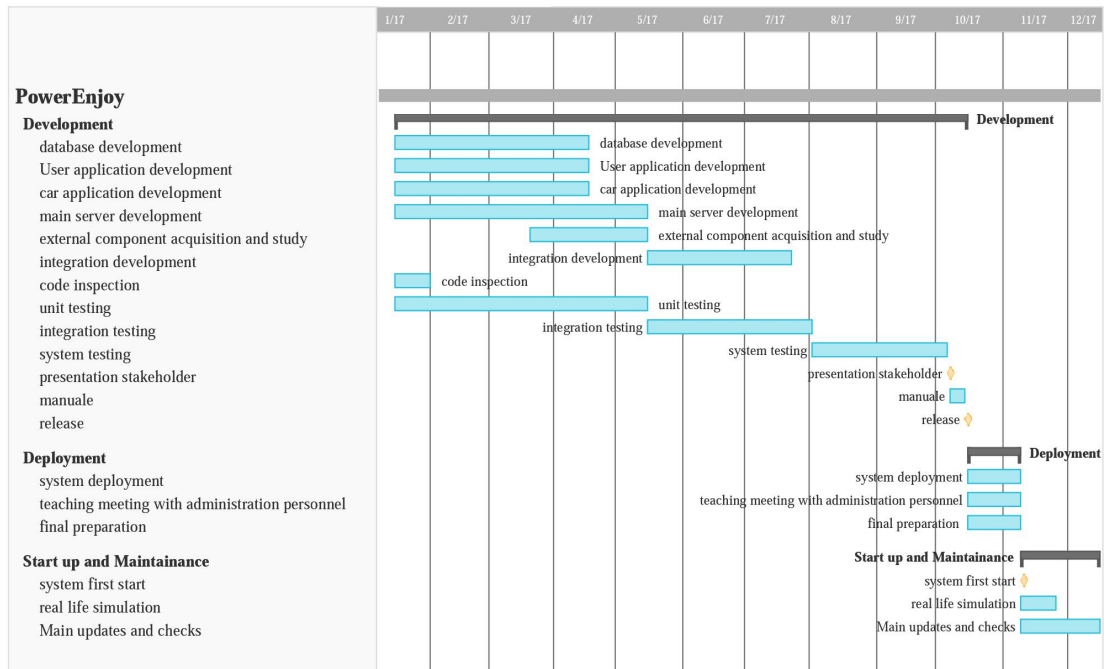 1/17 2/17 3/17 4/17 5/17 6/17 7/17 8/17 9/17 10/17 11/17 12/17
PowerEnjoy
Development Development
database development database development
User application development User application development
car application development car application development
main server development main server development
external component acquisition and study external component acquisition and study
integration development integration development
code inspection code inspection
unit testing unit testing
integration testing integration testing
system testing system testing
presentation stakeholder presentation stakeholder
manuale manuale
release release
Deployment Deployment
system deployment system deployment
teaching meeting with administration personnel teaching meeting with administration personnel
final preparation final preparation
Start up and Maintainance Start up and Maintainance
system first start system first start
real life simulation real life simulation
Main updates and checks Main updates and checks